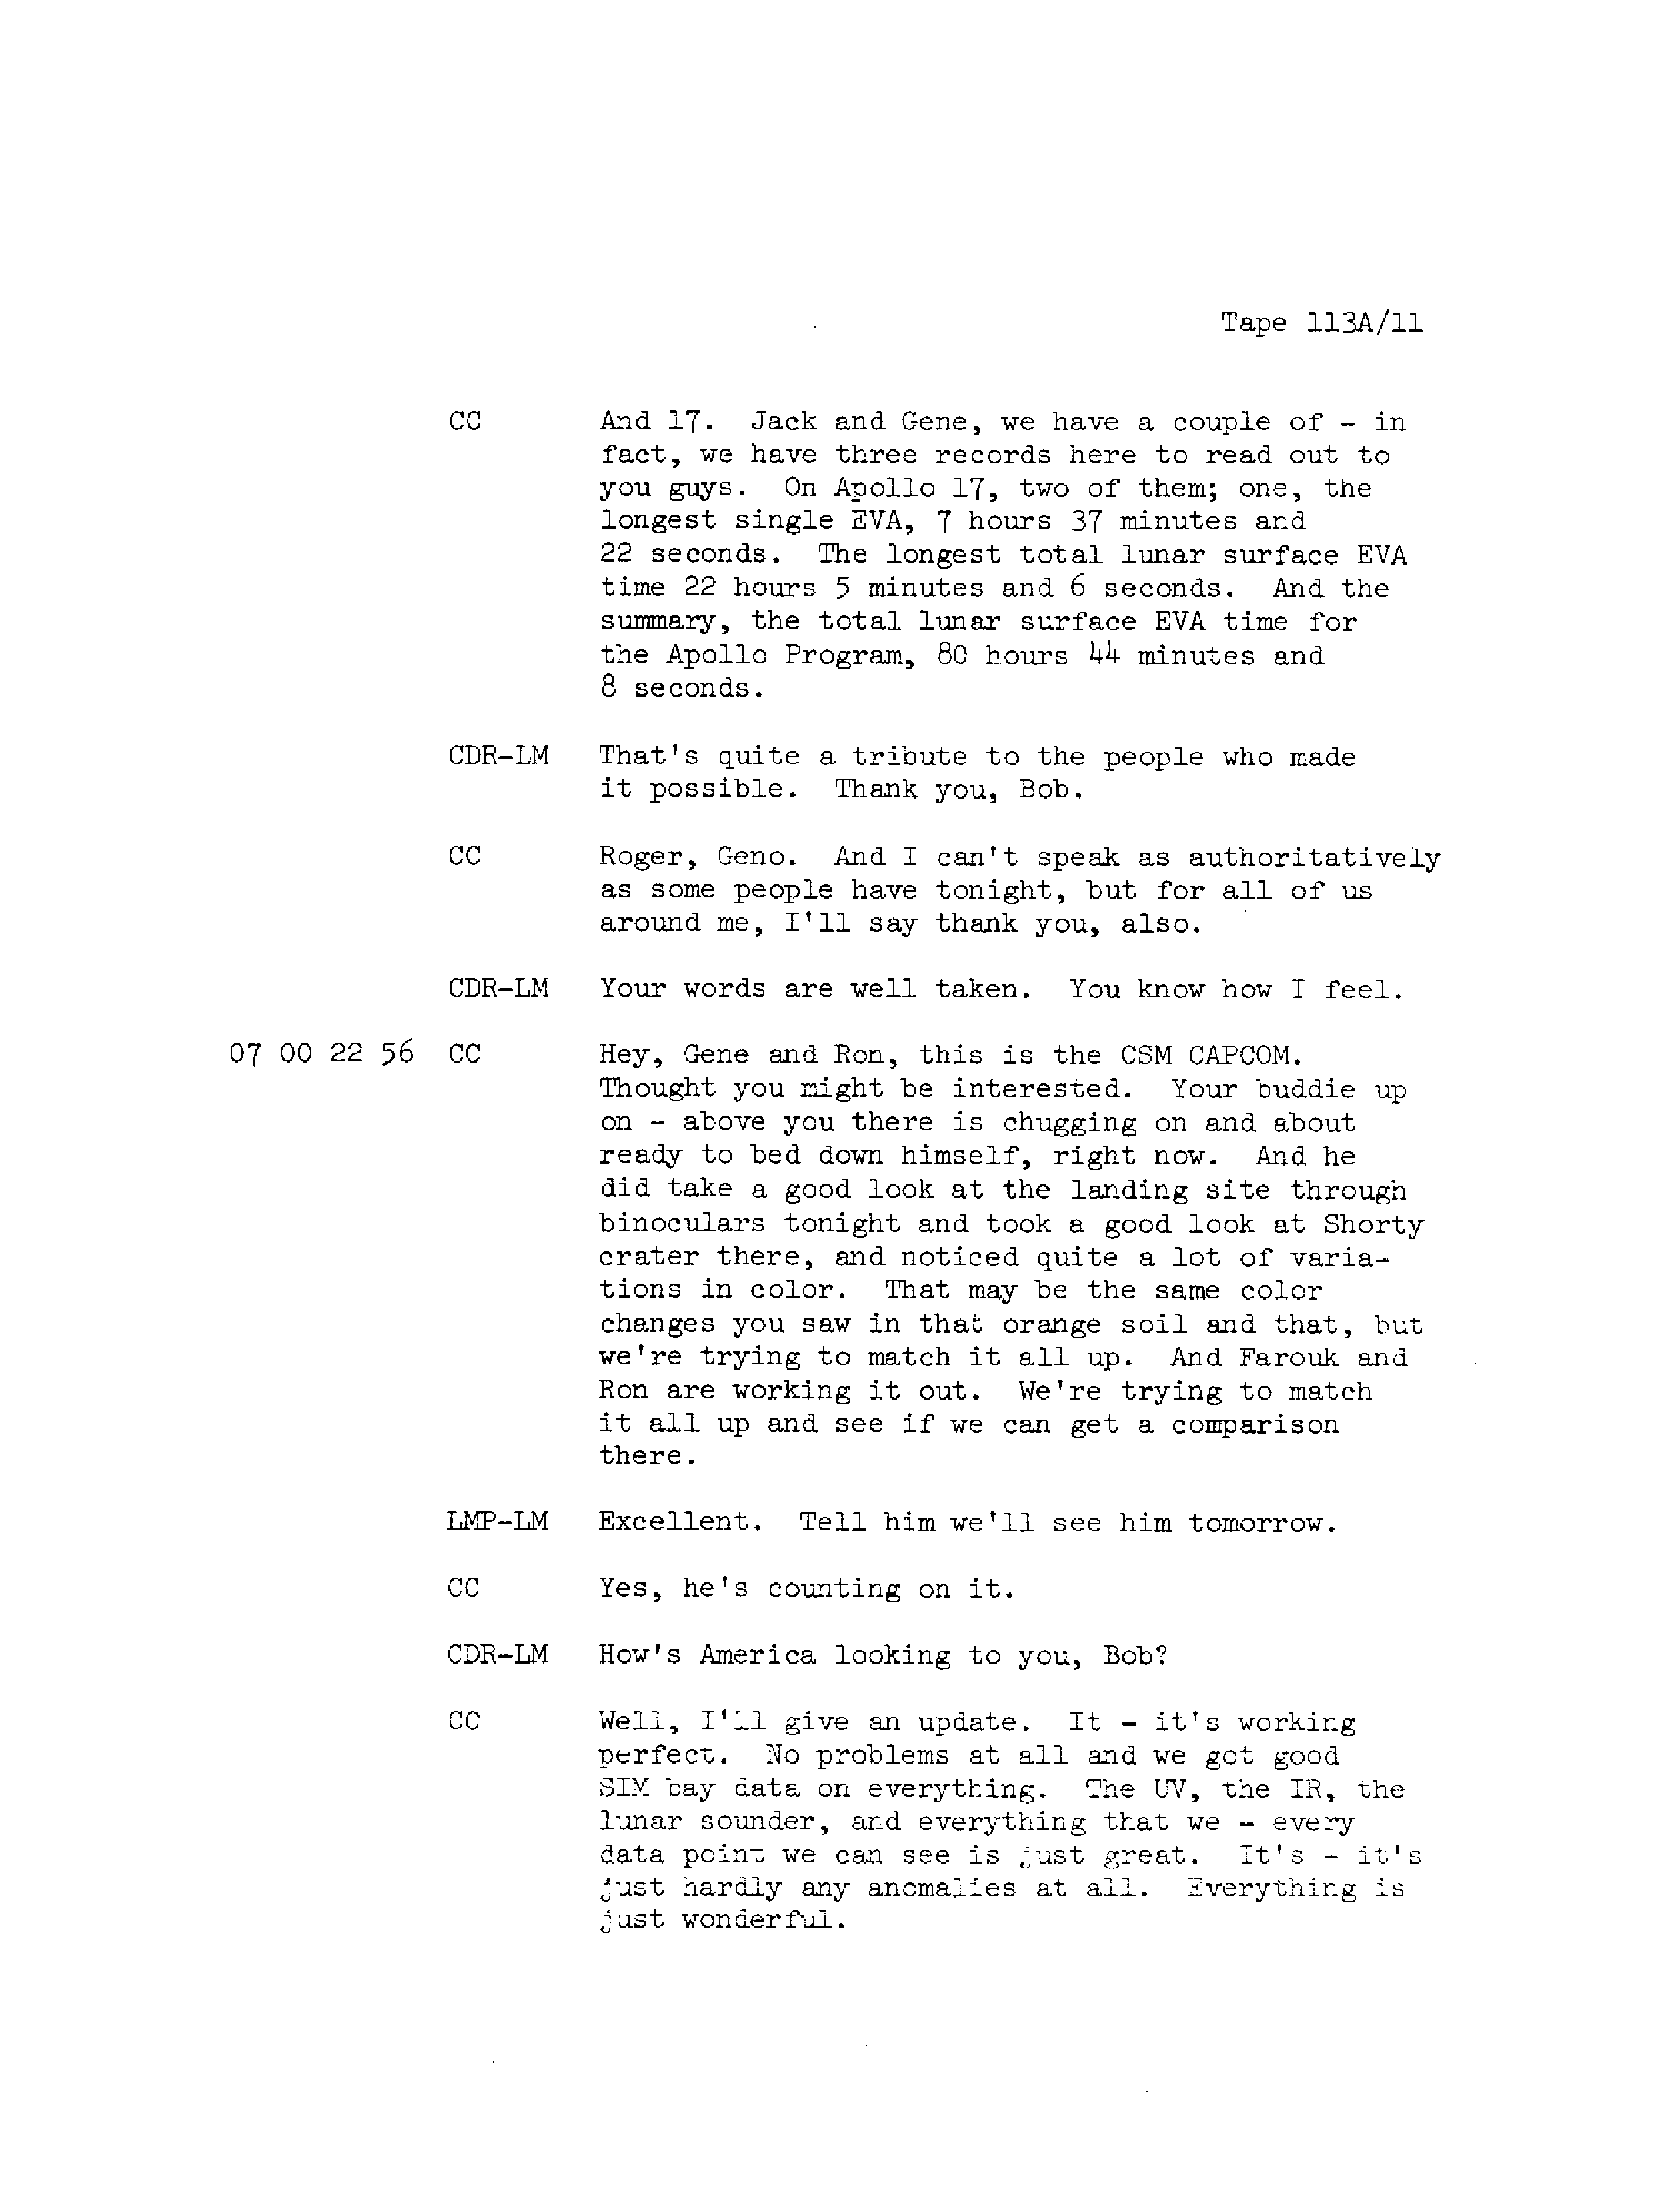 Tape 113A/11
CC And 17. Jack and Gene, we have a couple of - in
fact, we have three records here to read out to
you guys. On Apollo 17, two of them; one, the
longest single EVA, 7 hours 37 minutes and
22 seconds. The longest total lunar surface EVA
time 22 hours 5 minutes and 6 seconds. And the
summary, the total lunar surface EVA time for
the Apollo Program, 80 hours 44 minutes and
8 seconds.
CDR-LM That's quite a tribute to the people who made
it possible. Thank you, Bob.
CC Roger, Geno. And I can't speak as authoritatively
as some people have tonight, but for all of us
around me, I'll say thank you, also.
CDR-LM Your words are well taken. You know how I feel.
07 00 22 56 CC Hey, Gene and Ron, this is the CSM CAPCOM.
Thought you might be interested. Your buddie up
on - above you there is chugging on and about
ready to bed down himself, right now. And he
did take a good look at the landing site through
binoculars tonight and took a good look at Shorty
crater there, and noticed quite a lot of varia-
tions in color. That may be the same color
changes you saw in that orange soil and that, but
we're trying to match it all up. And Farouk and
Ron are working it out. We're trying to match
it all up and see if we can get a comparison
there.
LMP-LM Excellent. Tell him we'll see him tomorrow.
CC Yes, he's counting on it.
CDR-LM How's America looking to you, Bob?
CC Well, I'll give an update. It - it's working
perfect. No problems at all and we got good
SIM bay data on everything. The UV, the IR, the
lunar sounder, and everything that we - every
data point we can see is just great. It's - it's
just hardly any anomalies at all. Everything is
just wonderful.